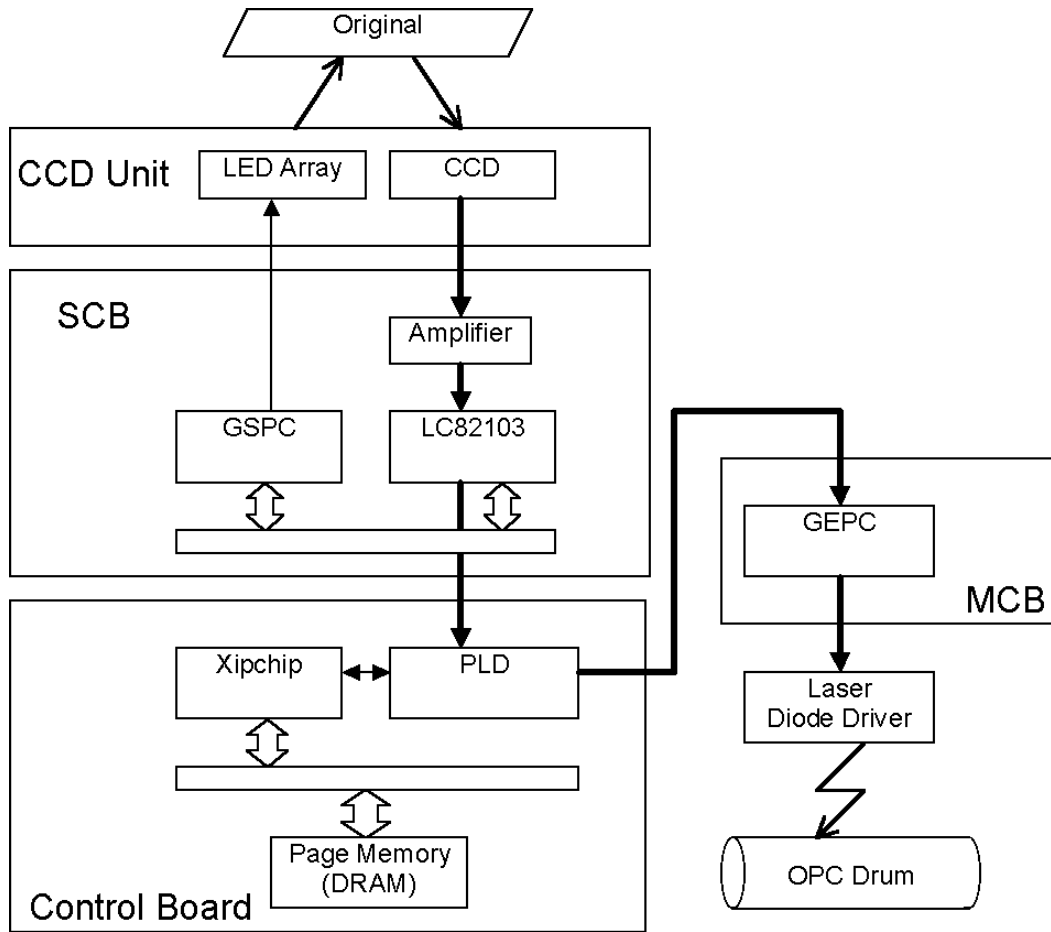 Original
CCD Unit
LED Array
CCD
SCB
Amplifier
GSPC
LC82103
GEPC
MCB
Xipchip
PLD
Laser
Diode Driver
Page Memory
(DRAM)
OPC Drum
Control Board